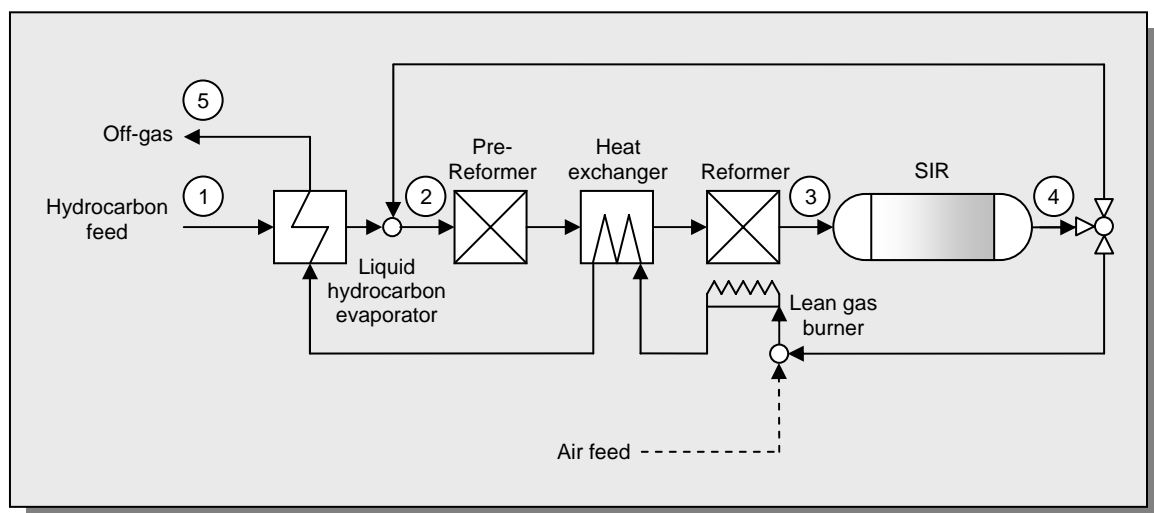 5
Off-gas
Pre-
Reformer
Heat
exchanger
Reformer
SIR
1
2
3
4
Hydrocarbon
feed
Liquid
hydrocarbon
evaporator
Lean gas
burner
Air feed